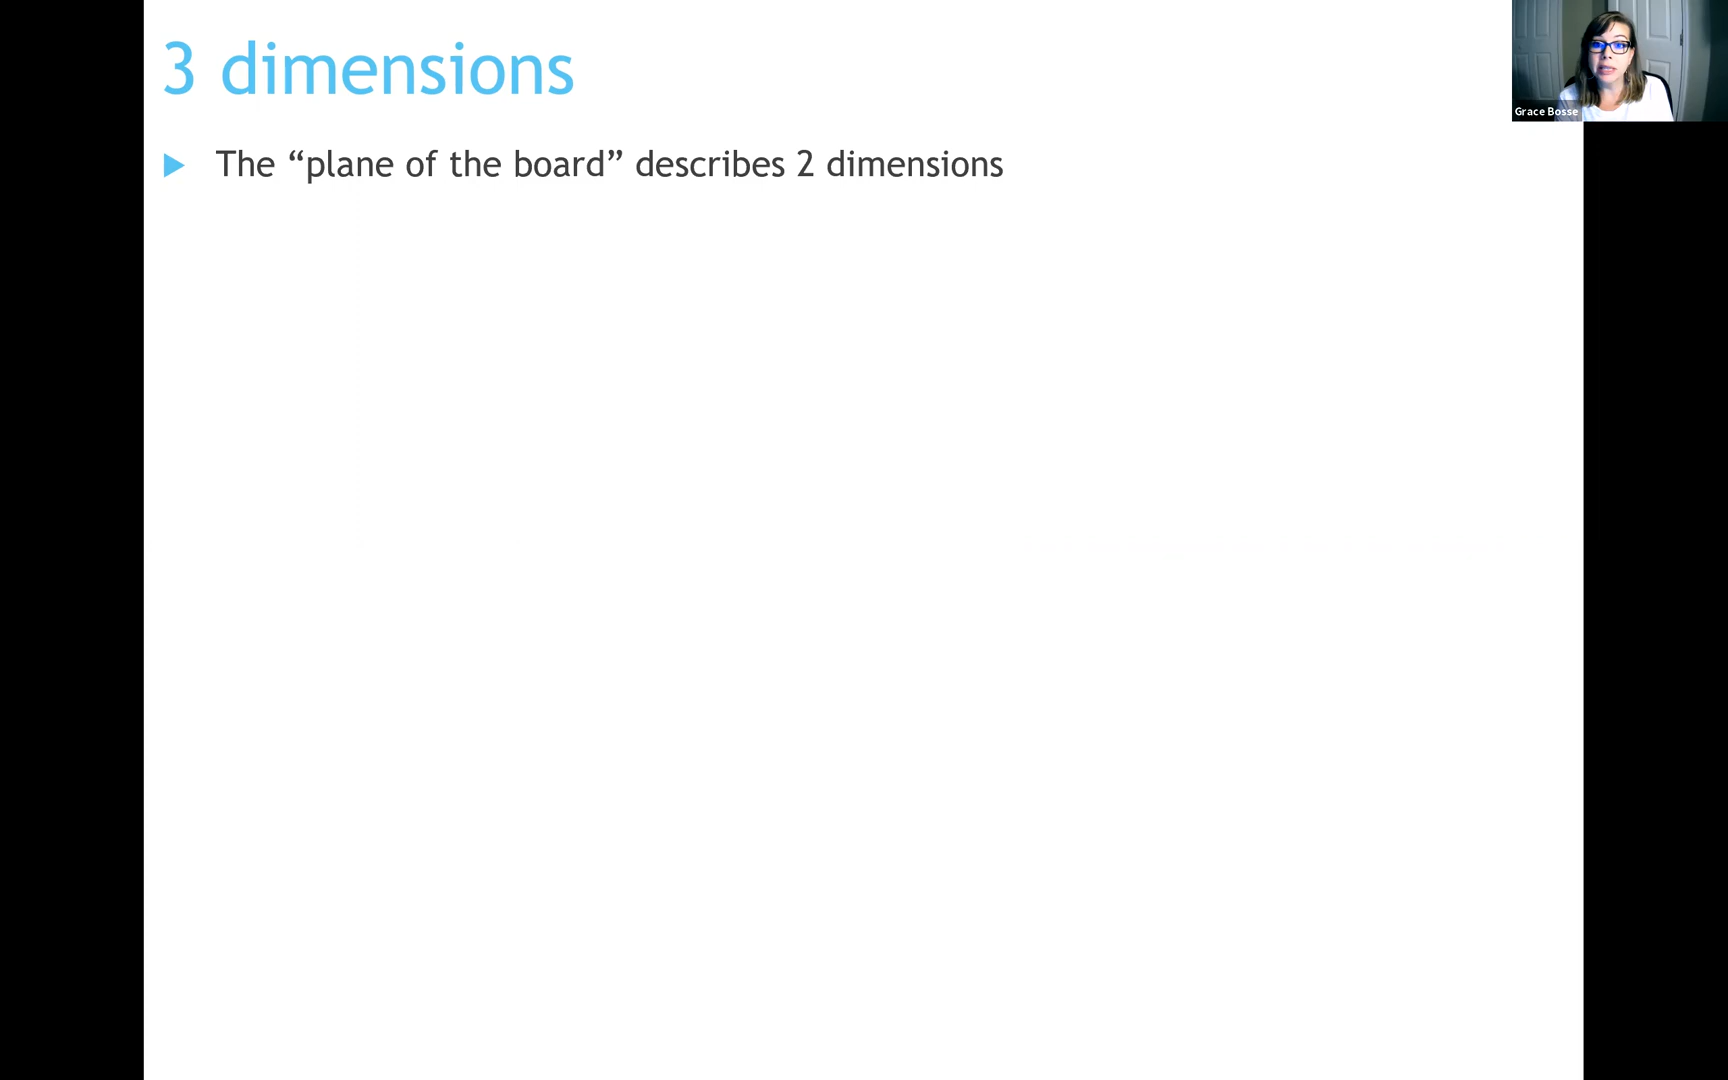 3 dimensions
The “plane of the board” describes 2 dimensions
Grace Bosse